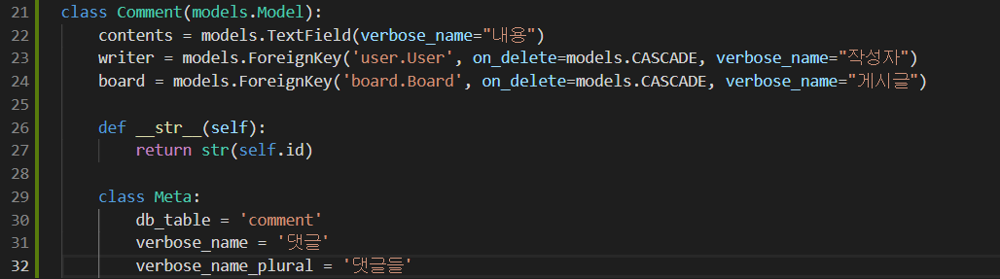 21 class Comment(models.Model):
22     contents = models.TextField(verbose_name="내용")
23     writer = models.ForeignKey('user.User', on_delete=models.CASCADE, verbose_name="작성자")
24     board = models.ForeignKey('board.Board', on_delete=models.CASCADE, verbose_name="게시글")
25
26     def __str__(self):
27         return str(self.id)
28
29     class Meta:
30         db_table = 'comment'
31         verbose_name = '댓글'
32         verbose_name_plural = '댓글들'